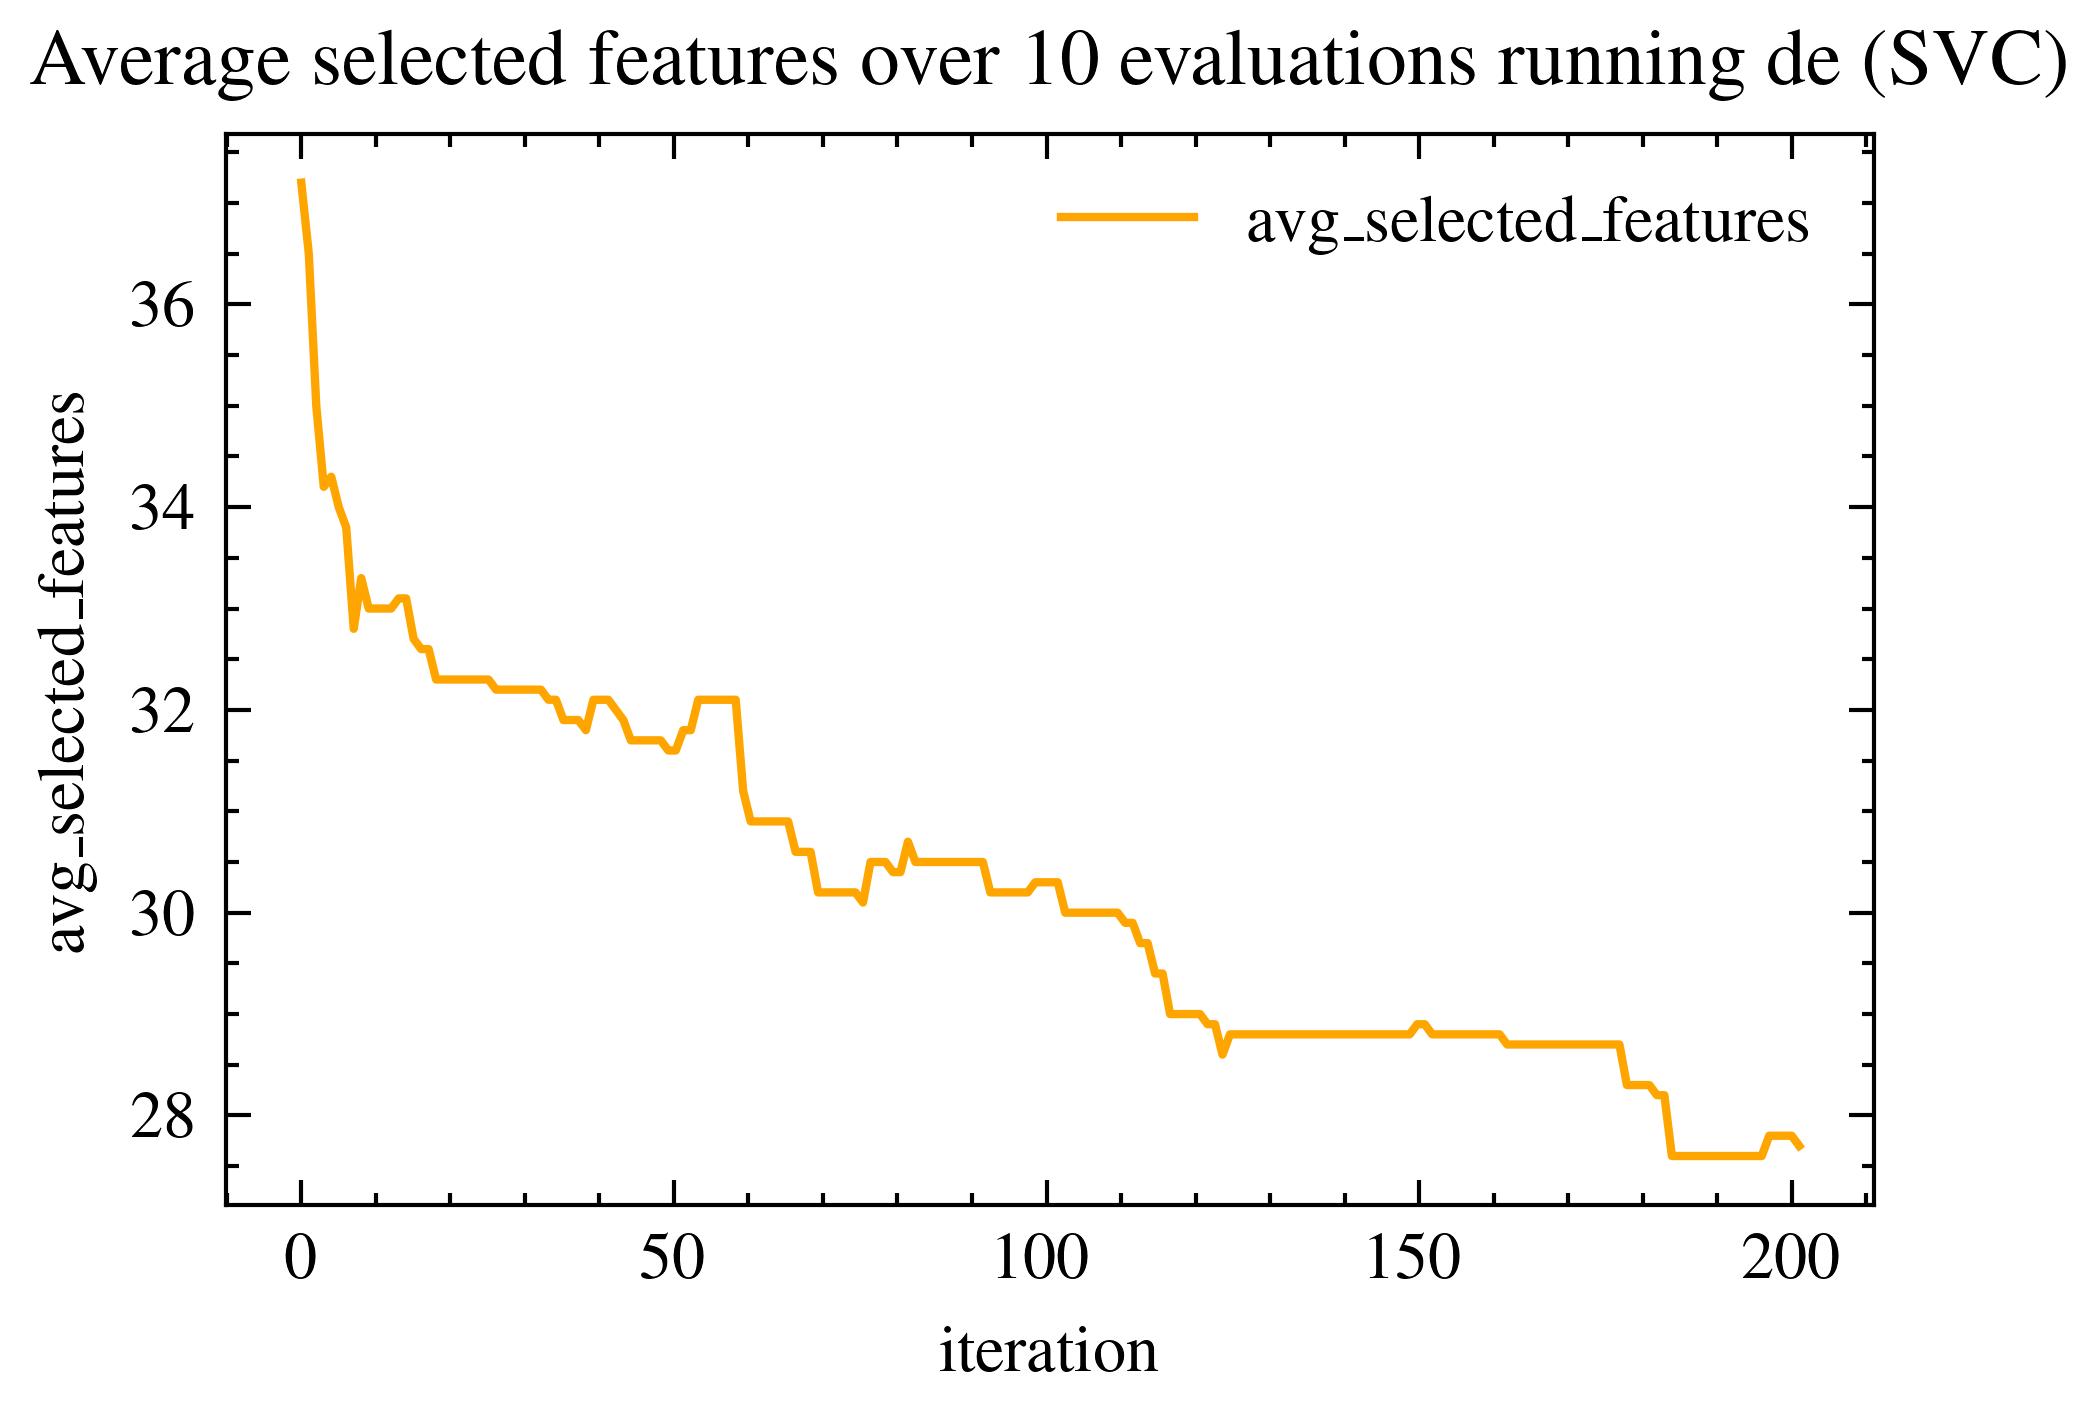 Average selected features over 10 evaluations running de (SVC)
avg_selected_features
36
34
32
30
28
avg_selected_features
0 50 100 150 200
iteration